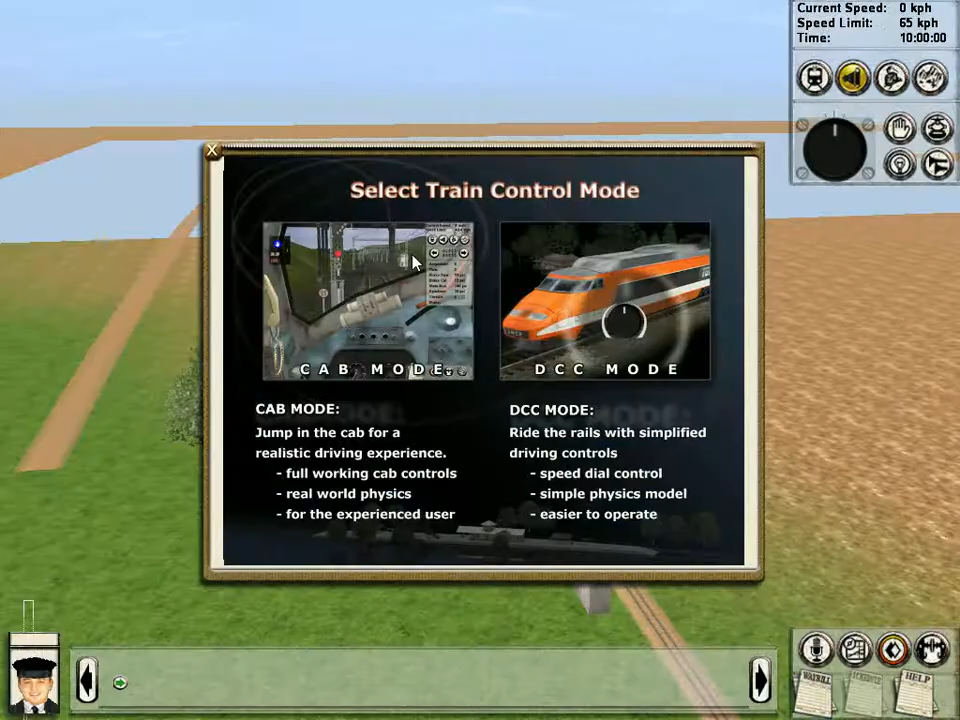 Current Speed: 0 kph
Speed Limit: 65 kph
Time: 10:00:00
X
Select Train Control Mode
CAB MODE
DCC MODE
CAB MODE:
Jump in the cab for a
realistic driving experience.
- full working cab controls
- real world physics
- for the experienced user
DCC MODE:
Ride the rails with simplified
driving controls
- speed dial control
- simple physics model
- easier to operate
WAYBILL
SCHEDULE
HELP